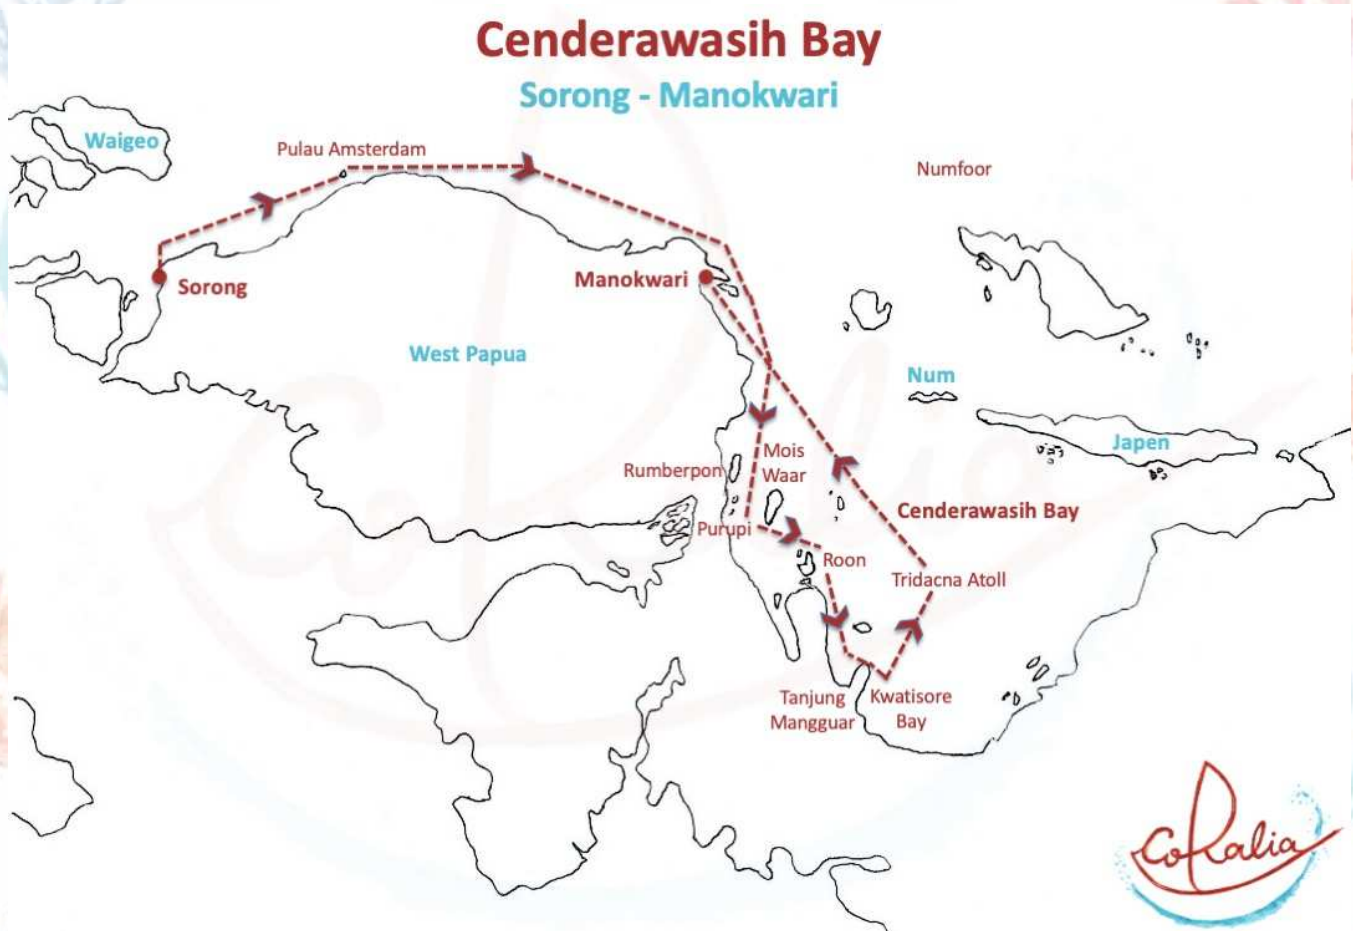 Cenderawasih Bay
Sorong - Manokwari
Waigeo
Pulau Amsterdam
Numfoor
Sorong
Manokwari
West Papua
Num
Japen
Mois
Waar
Rumberpon
Cenderawasih Bay
Purupi
Roon
Tridacna Atoll
Tanjung
Mangguar
Kwatisore
Bay
Coralia
CoRalia